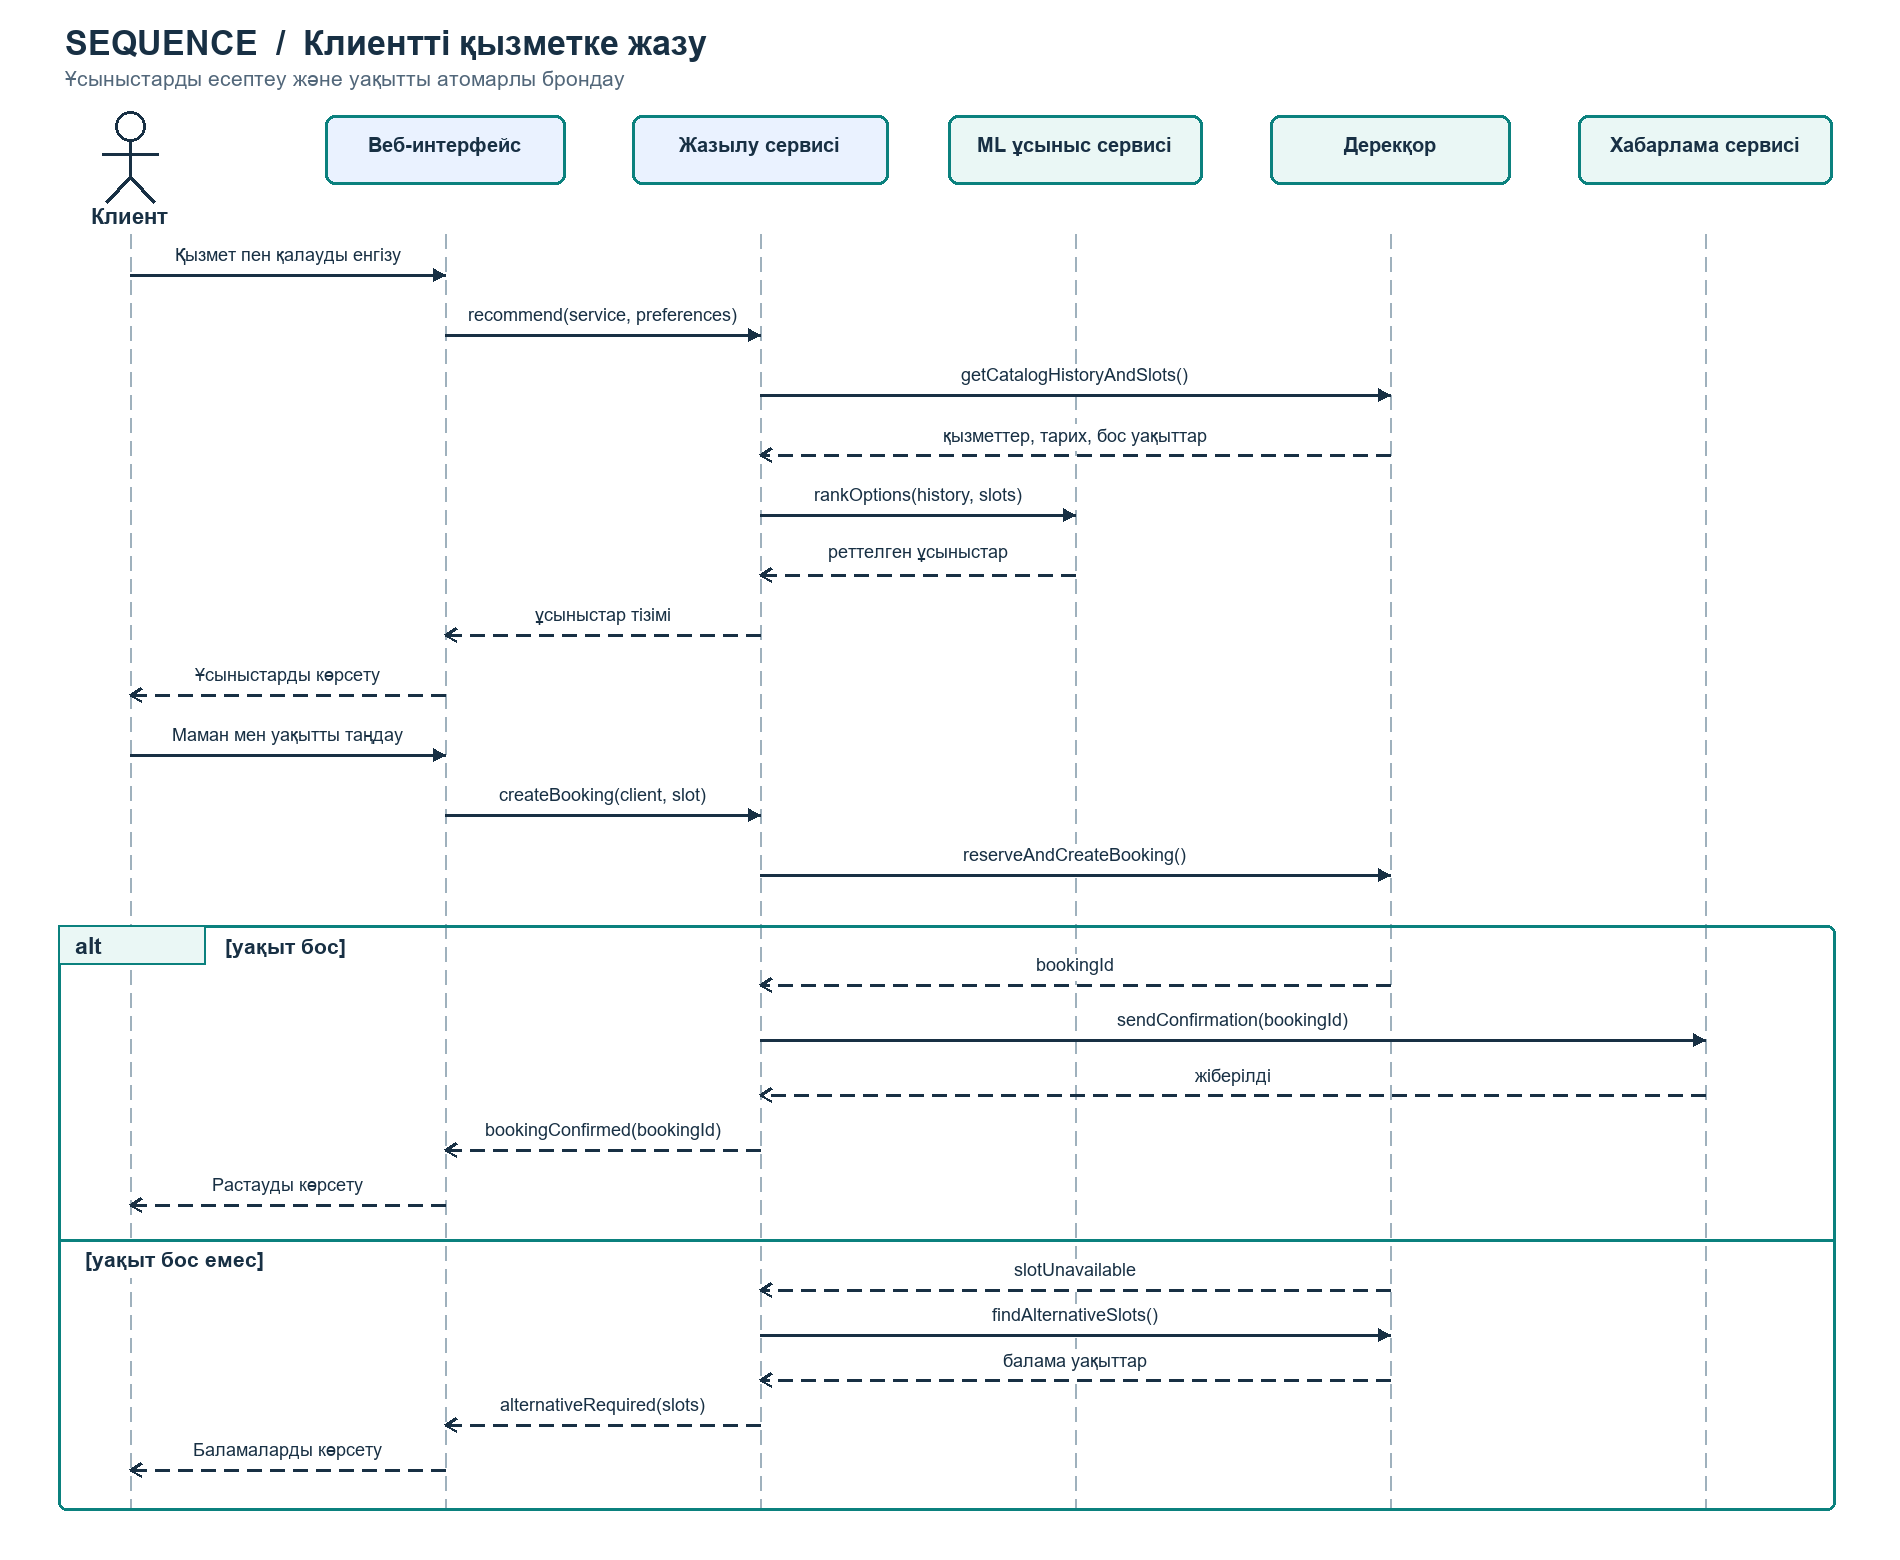 SEQUENCE / Клиентті қызметке жазу
Ұсыныстарды есептеу және уақытты атомарлы брондау
Веб-интерфейс
Жазылу сервисі
ML ұсыныс сервисі
Дерекқор
Хабарлама сервисі
Клиент
Қызмет пен қалауды енгізу
recommend(service, preferences)
getCatalogHistoryAndSlots()
қызметтер, тарих, бос уақыттар
rankOptions(history, slots)
реттелген ұсыныстар
ұсыныстар тізімі
Ұсыныстарды көрсету
Маман мен уақытты таңдау
createBooking(client, slot)
reserveAndCreateBooking()
alt
[уақыт бос]
bookingId
sendConfirmation(bookingId)
жіберілді
bookingConfirmed(bookingId)
Растауды көрсету
[уақыт бос емес]
slotUnavailable
findAlternativeSlots()
балама уақыттар
alternativeRequired(slots)
Баламаларды көрсету